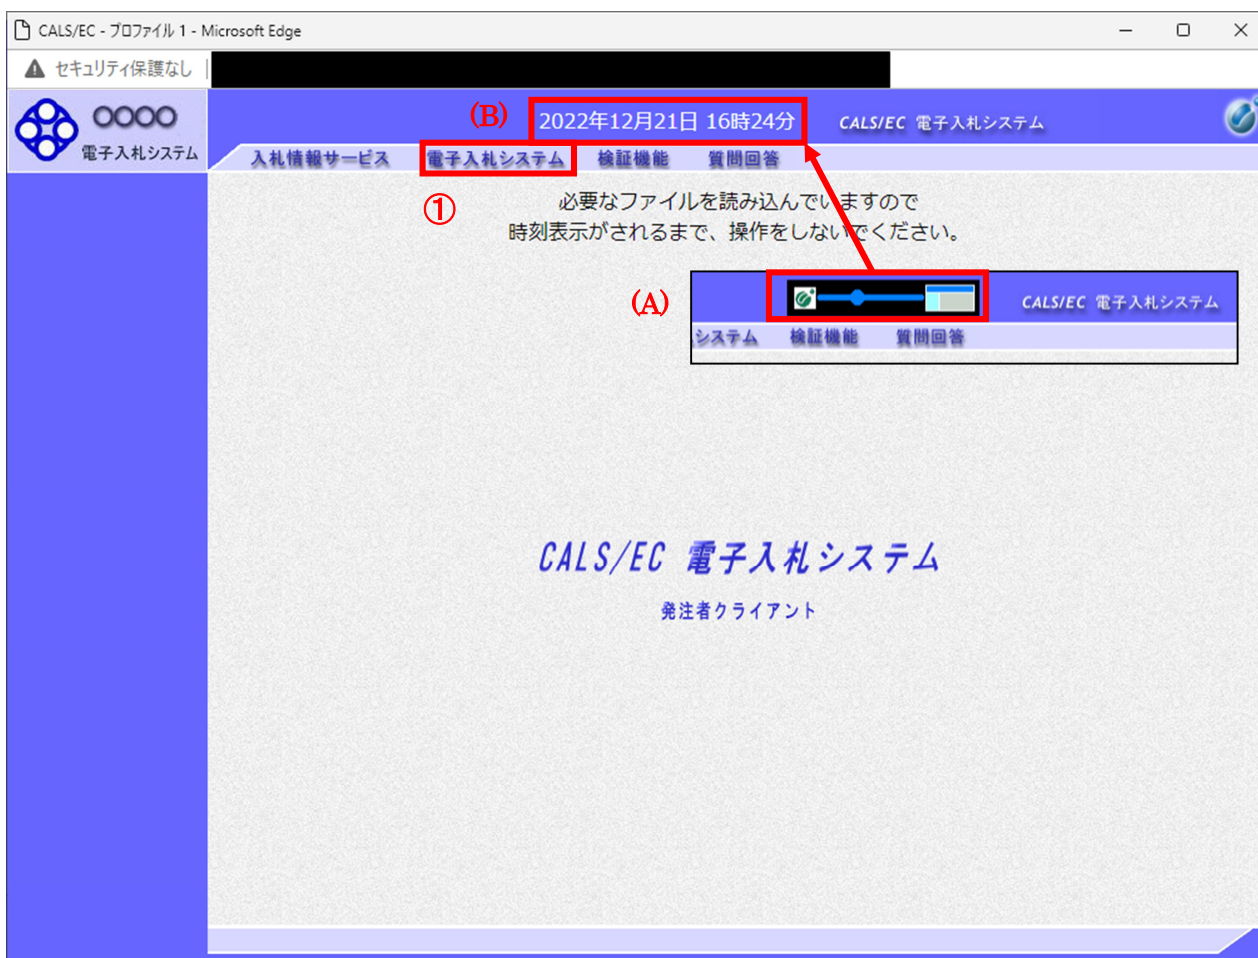 CALS/EC - プロファイル 1 - Microsoft Edge
セキュリティ保護なし
○○○○
電子入札システム
(B)
2022年12月21日 16時24分
CALS/EC 電子入札システム
入札情報サービス 電子入札システム 検証機能 質問回答
①
必要なファイルを読み込んでいますので
時刻表示がされるまで、操作をしないでください。
(A)
CALS/EC 電子入札システム
システム 検証機能 質問回答
CALS/EC 電子入札システム
発注者クライアント